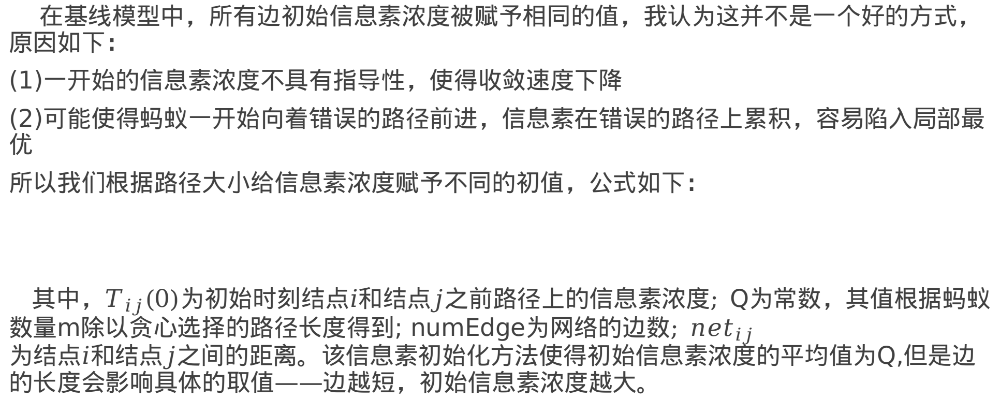 在基线模型中，所有边初始信息素浓度被赋予相同的值，我认为这并不是一个好的方式，
原因如下：
(1)一开始的信息素浓度不具有指导性，使得收敛速度下降
(2)可能使得蚂蚁一开始向着错误的路径前进，信息素在错误的路径上累积，容易陷入局部最
优
所以我们根据路径大小给信息素浓度赋予不同的初值，公式如下：
其中，T_{ij}(0)为初始时刻结点i和结点j之前路径上的信息素浓度; Q为常数，其值根据蚂蚁
数量m除以贪心选择的路径长度得到; numEdge为网络的边数; net_{ij}
为结点i和结点j之间的距离。该信息素初始化方法使得初始信息素浓度的平均值为Q,但是边
的长度会影响具体的取值——边越短，初始信息素浓度越大。